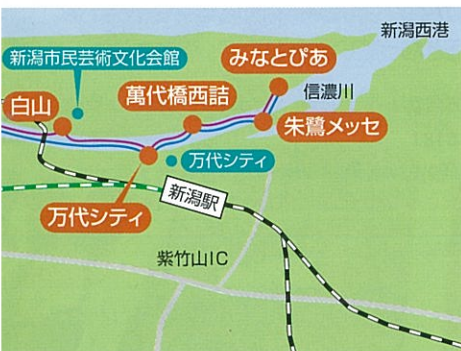 新潟西港
みなとぴあ
新潟市民芸術文化会館
信濃川
萬代橋西詰
白山
朱鷺メッセ
万代シティ
万代シティ
新潟駅
紫竹山IC